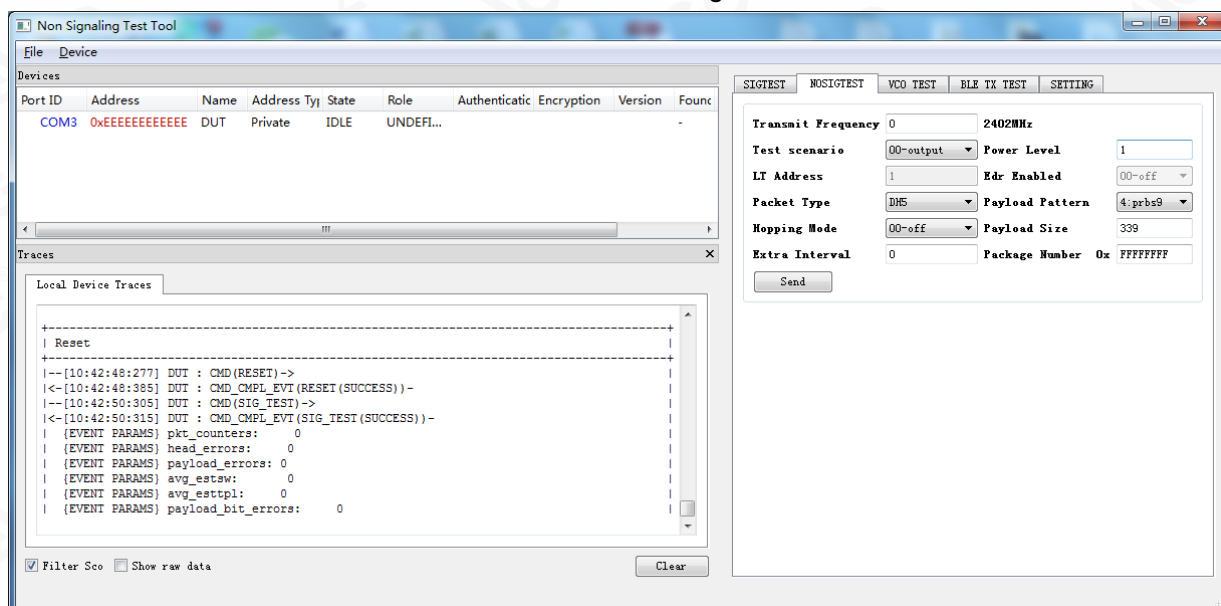 Non Signaling Test Tool
File Device
Devices
Port ID Address Name Address Typ State Role Authenticatic Encryption Version Found
COM3 0xEEEEEEEEEEEE DUT Private IDLE UNDEFI... -
Traces
Local Device Traces
+------------------------------------------------------------------------------+
| Reset |
+------------------------------------------------------------------------------+
|--[10:42:48:277] DUT : CMD(RESET)-> |
|<-[10:42:48:385] DUT : CMD_CMPL_EVT(RESET(SUCCESS))- |
|--[10:42:50:305] DUT : CMD(SIG_TEST)-> |
|<-[10:42:50:315] DUT : CMD_CMPL_EVT(SIG_TEST(SUCCESS))- |
| {EVENT PARAMS} pkt_counters: 0 |
| {EVENT PARAMS} head_errors: 0 |
| {EVENT PARAMS} payload_errors: 0 |
| {EVENT PARAMS} avg_estsw: 0 |
| {EVENT PARAMS} avg_esttpl: 0 |
| {EVENT PARAMS} payload_bit_errors: 0 |
Filter Sco Show raw data Clear
SIGTEST NOSIGTEST VCO TEST BLE TX TEST SETTING
Transmit Frequency 0 2402MHz
Test scenario 00-output Power Level 1
LT Address 1 Edr Enabled 00-off
Packet Type DH5 Payload Pattern 4:prbs9
Hopping Mode 00-off Payload Size 339
Extra Interval 0 Package Number 0x FFFFFFFF
Send